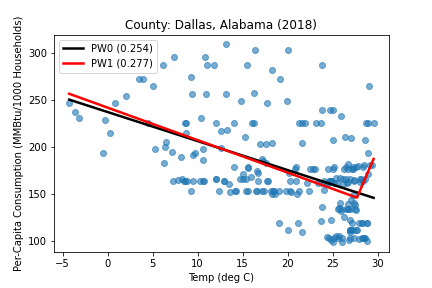 County: Dallas, Alabama (2018)
PW0 (0.254)
PW1 (0.277)
Per-Capita Consumption (MMBtu/1000 Households)
300
250
200
150
100
−5 0 5 10 15 20 25 30
Temp (deg C)